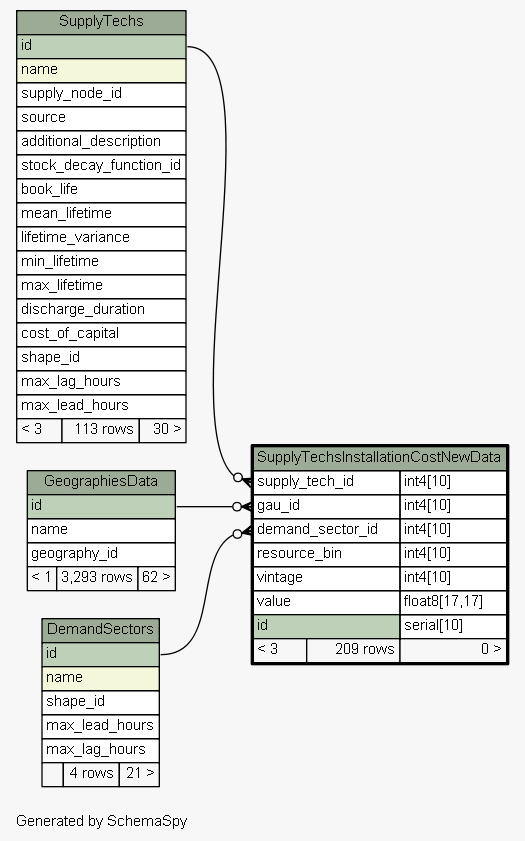 SupplyTechs
id
name
supply_node_id
source
additional_description
stock_decay_function_id
book_life
mean_lifetime
lifetime_variance
min_lifetime
max_lifetime
discharge_duration
cost_of_capital
shape_id
max_lag_hours
max_lead_hours
< 3 113 rows 30 >
GeographiesData
id
name
geography_id
< 1 3,293 rows 62 >
DemandSectors
id
name
shape_id
max_lead_hours
max_lag_hours
4 rows 21 >
SupplyTechsInstallationCostNewData
supply_tech_id int4[10]
gau_id int4[10]
demand_sector_id int4[10]
resource_bin int4[10]
vintage int4[10]
value float8[17,17]
id serial[10]
< 3 209 rows 0 >
Generated by SchemaSpy